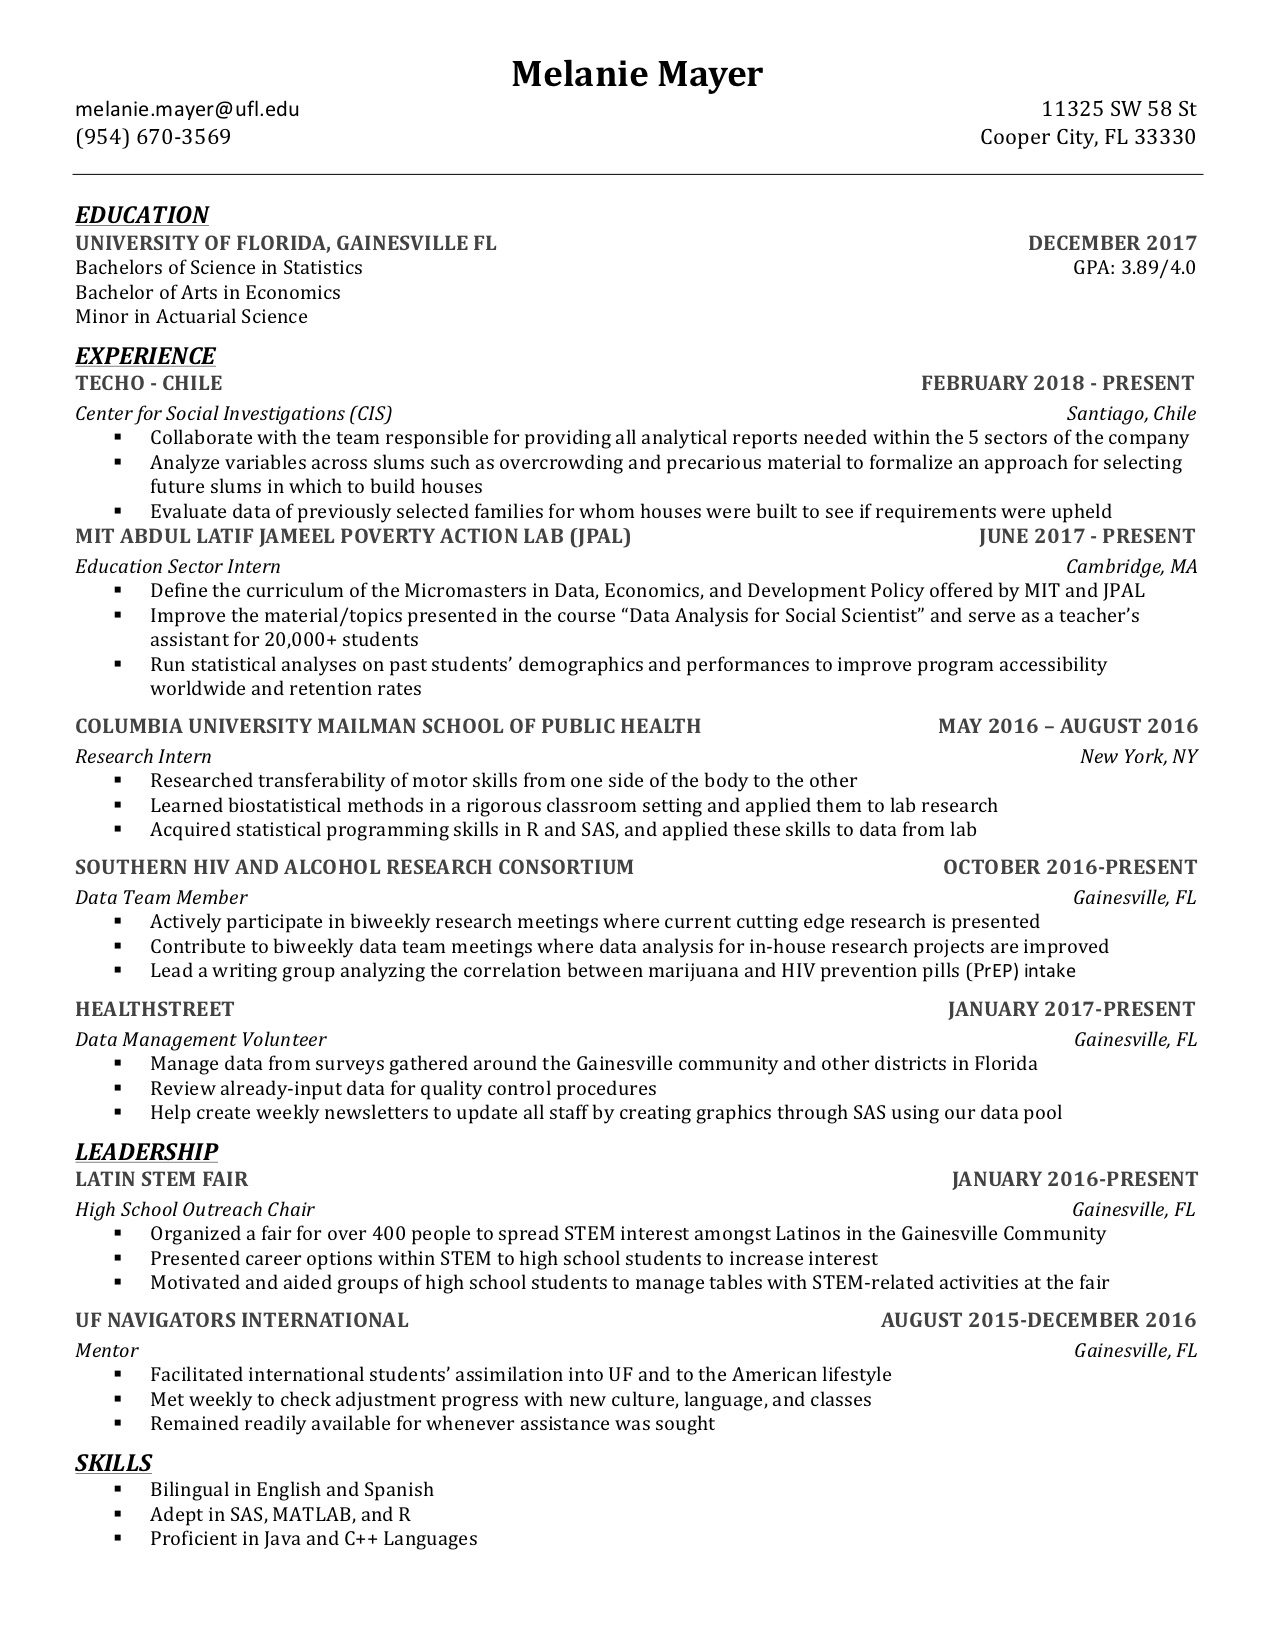 Melanie Mayer
melanie.mayer@ufl.edu 11325 SW 58 St
(954) 670-3569 Cooper City, FL 33330
EDUCATION
UNIVERSITY OF FLORIDA, GAINESVILLE FL DECEMBER 2017
Bachelors of Science in Statistics GPA: 3.89/4.0
Bachelor of Arts in Economics
Minor in Actuarial Science
EXPERIENCE
TECHO - CHILE FEBRUARY 2018 - PRESENT
Center for Social Investigations (CIS) Santiago, Chile
▪ Collaborate with the team responsible for providing all analytical reports needed within the 5 sectors of the company
▪ Analyze variables across slums such as overcrowding and precarious material to formalize an approach for selecting
future slums in which to build houses
▪ Evaluate data of previously selected families for whom houses were built to see if requirements were upheld
MIT ABDUL LATIF JAMEEL POVERTY ACTION LAB (JPAL) JUNE 2017 - PRESENT
Education Sector Intern Cambridge, MA
▪ Define the curriculum of the Micromasters in Data, Economics, and Development Policy offered by MIT and JPAL
▪ Improve the material/topics presented in the course “Data Analysis for Social Scientist” and serve as a teacher’s
assistant for 20,000+ students
▪ Run statistical analyses on past students’ demographics and performances to improve program accessibility
worldwide and retention rates
COLUMBIA UNIVERSITY MAILMAN SCHOOL OF PUBLIC HEALTH MAY 2016 – AUGUST 2016
Research Intern New York, NY
▪ Researched transferability of motor skills from one side of the body to the other
▪ Learned biostatistical methods in a rigorous classroom setting and applied them to lab research
▪ Acquired statistical programming skills in R and SAS, and applied these skills to data from lab
SOUTHERN HIV AND ALCOHOL RESEARCH CONSORTIUM OCTOBER 2016-PRESENT
Data Team Member Gainesville, FL
▪ Actively participate in biweekly research meetings where current cutting edge research is presented
▪ Contribute to biweekly data team meetings where data analysis for in-house research projects are improved
▪ Lead a writing group analyzing the correlation between marijuana and HIV prevention pills (PrEP) intake
HEALTHSTREET JANUARY 2017-PRESENT
Data Management Volunteer Gainesville, FL
▪ Manage data from surveys gathered around the Gainesville community and other districts in Florida
▪ Review already-input data for quality control procedures
▪ Help create weekly newsletters to update all staff by creating graphics through SAS using our data pool
LEADERSHIP
LATIN STEM FAIR JANUARY 2016-PRESENT
High School Outreach Chair Gainesville, FL
▪ Organized a fair for over 400 people to spread STEM interest amongst Latinos in the Gainesville Community
▪ Presented career options within STEM to high school students to increase interest
▪ Motivated and aided groups of high school students to manage tables with STEM-related activities at the fair
UF NAVIGATORS INTERNATIONAL AUGUST 2015-DECEMBER 2016
Mentor Gainesville, FL
▪ Facilitated international students’ assimilation into UF and to the American lifestyle
▪ Met weekly to check adjustment progress with new culture, language, and classes
▪ Remained readily available for whenever assistance was sought
SKILLS
▪ Bilingual in English and Spanish
▪ Adept in SAS, MATLAB, and R
▪ Proficient in Java and C++ Languages